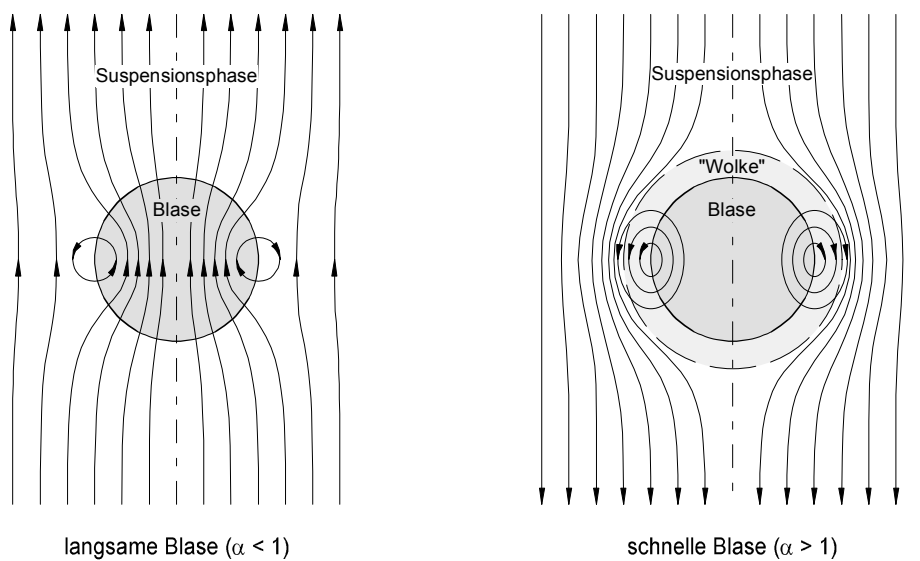 Suspensionsphase
Blase
langsame Blase (α < 1)
Suspensionsphase
"Wolke"
Blase
schnelle Blase (α > 1)